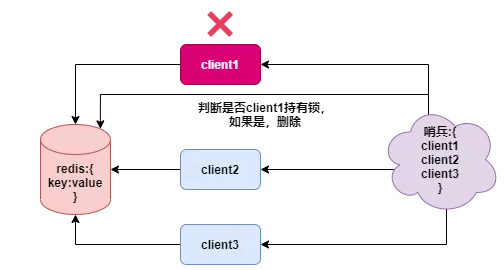 client1
判断是否client1持有锁，
如果是，删除
redis:{
key:value
}
client2
client3
哨兵:{
client1
client2
client3
}